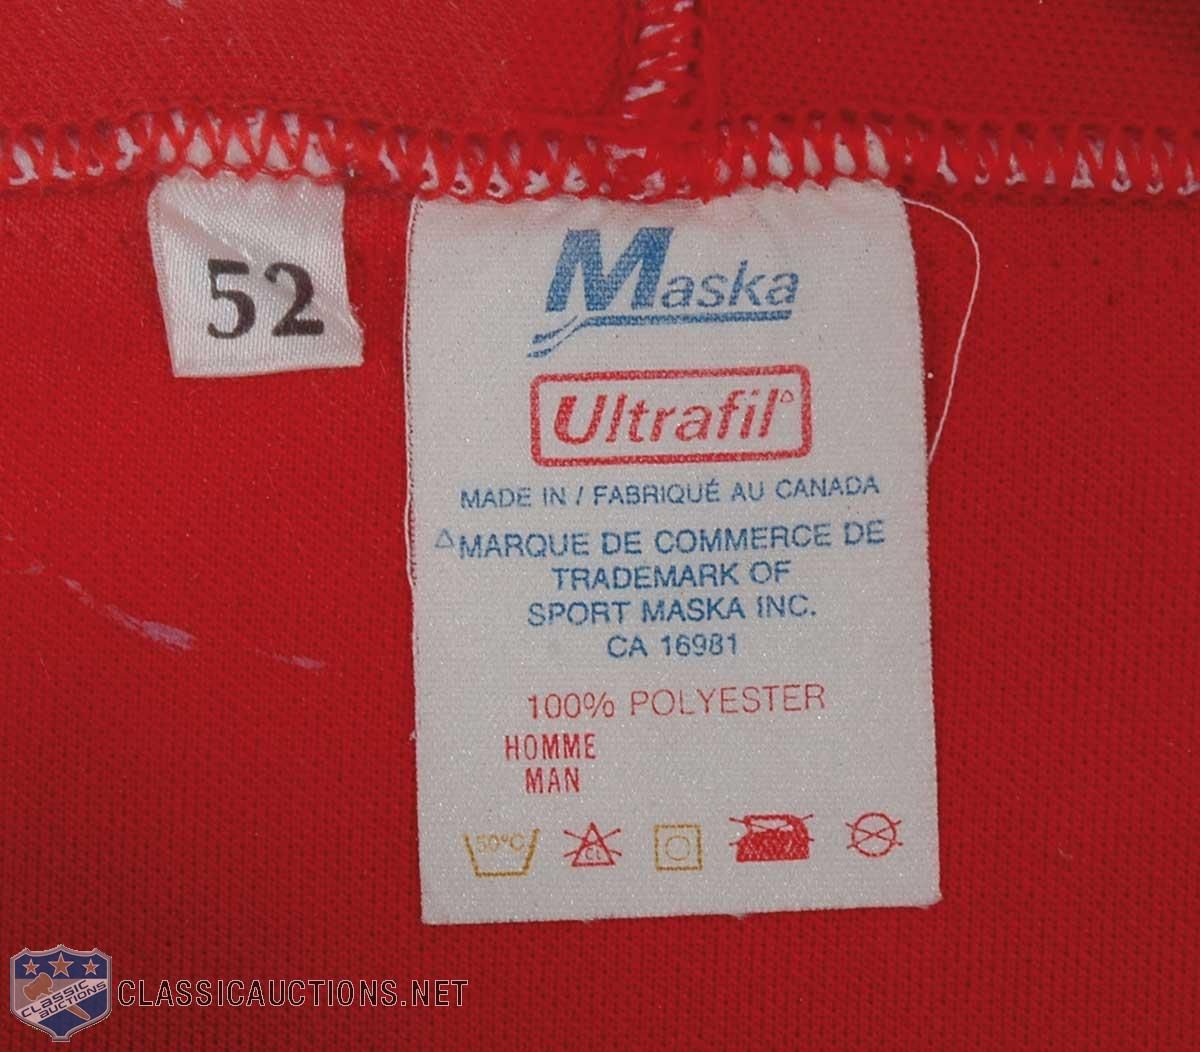 52
Maska
Ultrafil△
MADE IN / FABRIQUÉ AU CANADA
△MARQUE DE COMMERCE DE
TRADEMARK OF
SPORT MASKA INC.
CA 16981
100% POLYESTER
HOMME
MAN
50°C CL
CLASSIC
AUCTIONS
CLASSICAUCTIONS.NET